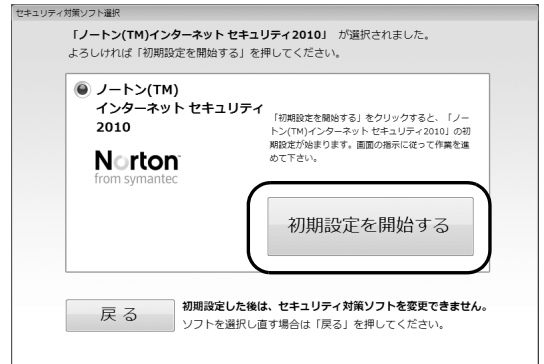 セキュリティ対策ソフト選択
「ノートン(TM)インターネット セキュリティ2010」 が選択されました。
よろしければ「初期設定を開始する」を押してください。
ノートン(TM)
インターネット セキュリティ
2010
Norton
from symantec
「初期設定を開始する」をクリックすると、「ノー
トン(TM)インターネット セキュリティ2010」の初
期設定が始まります。画面の指示に従って作業を進
めて下さい。
初期設定を開始する
戻 る
初期設定した後は、セキュリティ対策ソフトを変更できません。
ソフトを選択し直す場合は「戻る」を押してください。